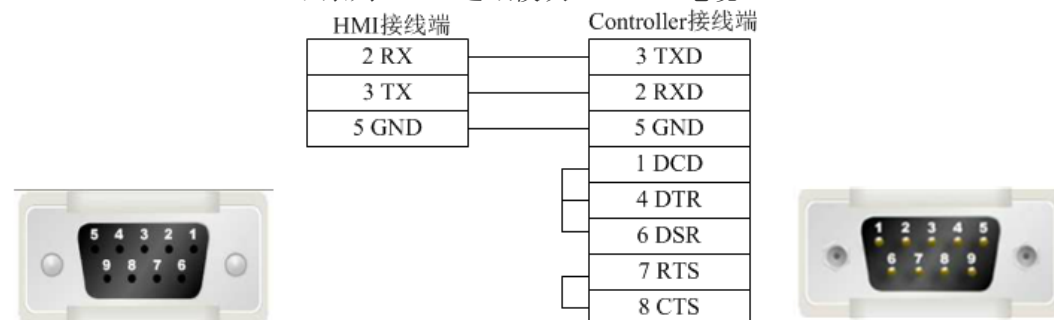 HMI接线端
Controller接线端
2 RX
3 TXD
3 TX
2 RXD
5 GND
5 GND
1 DCD
4 DTR
6 DSR
7 RTS
8 CTS
5 4 3 2 1
9 8 7 6
1 2 3 4 5
6 7 8 9